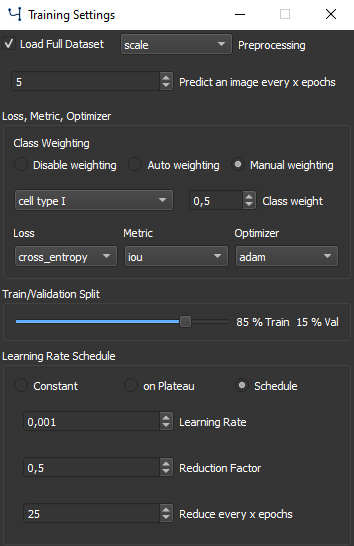 Training Settings
Load Full Dataset scale Preprocessing
5 Predict an image every x epochs
Loss, Metric, Optimizer
Class Weighting
Disable weighting Auto weighting Manual weighting
cell type I 0,5 Class weight
Loss Metric Optimizer
cross_entropy iou adam
Train/Validation Split
85 % Train 15 % Val
Learning Rate Schedule
Constant on Plateau Schedule
0,001 Learning Rate
0,5 Reduction Factor
25 Reduce every x epochs